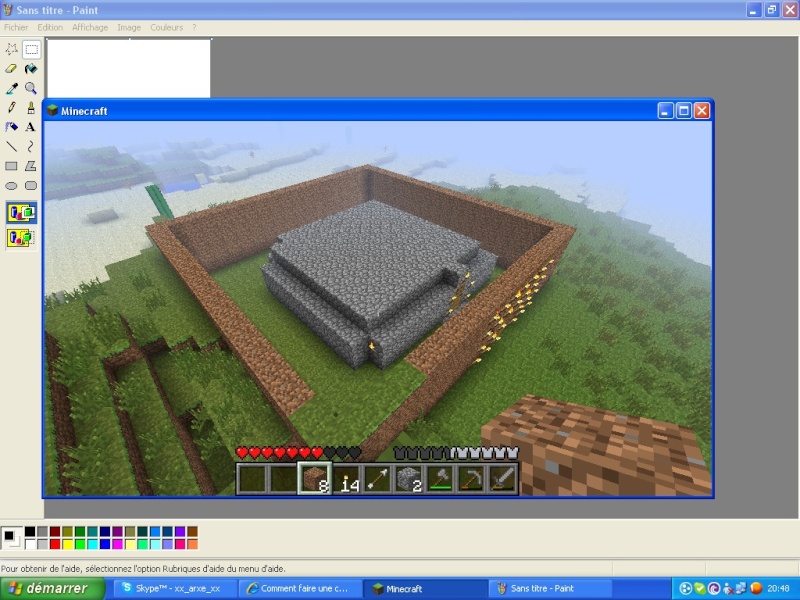 Sans titre - Paint
Fichier Edition Affichage Image Couleurs ?
A
Minecraft
8 14 2
Pour obtenir de l'aide, sélectionnez l'option Rubriques d'aide du menu d'aide.
démarrer Skype™ - xx_arxe_xx Comment faire une c... Minecraft Sans titre - Paint 20:48